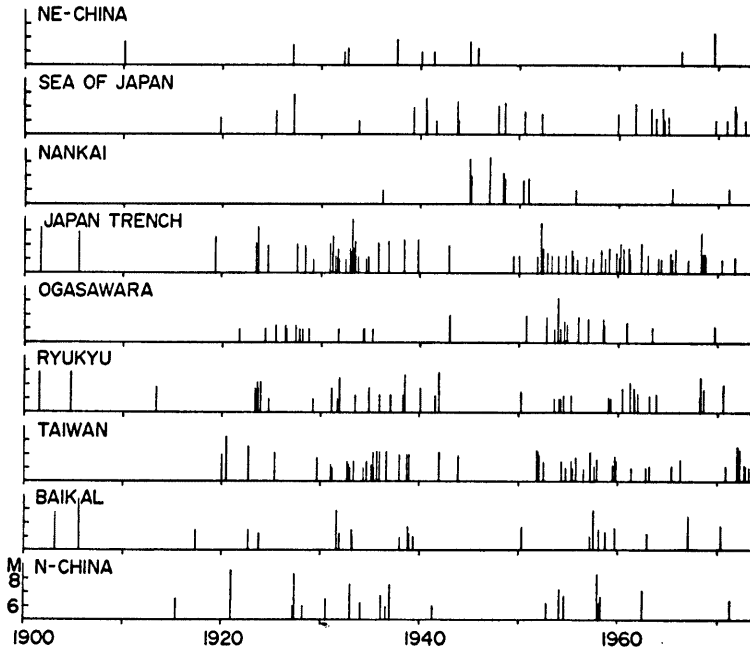 NE-CHINA
SEA OF JAPAN
NANKAI
JAPAN TRENCH
OGASAWARA
RYUKYU
TAIWAN
BAIKAL
M N-CHINA
8
6
1900 1920 1940 1960